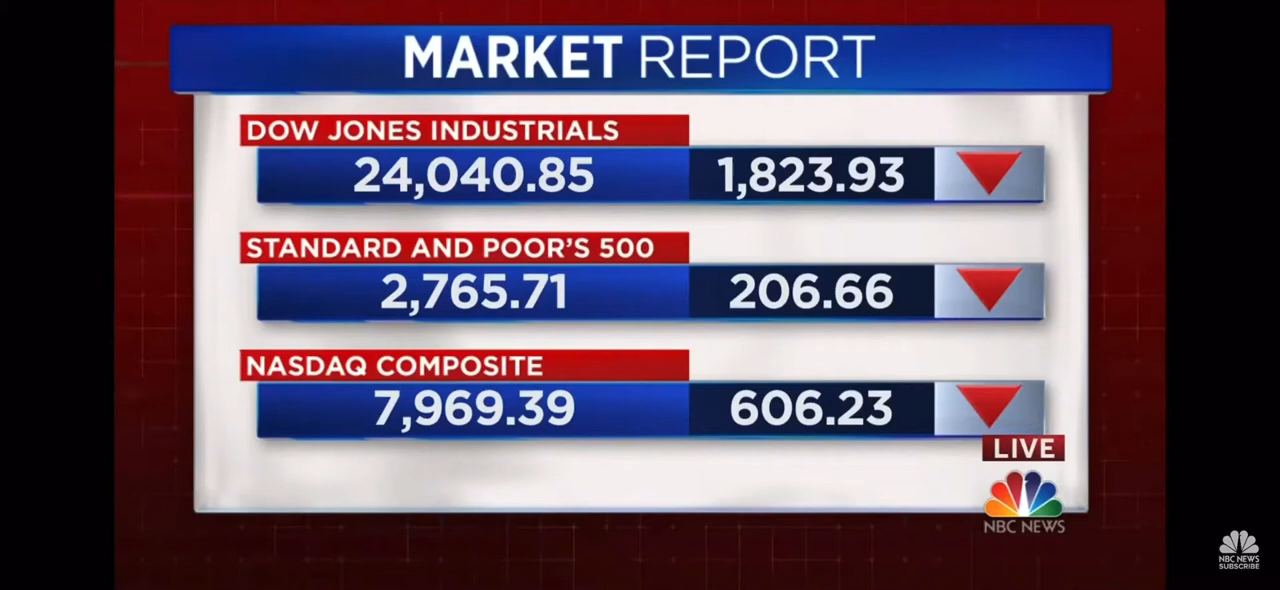 MARKET REPORT
DOW JONES INDUSTRIALS
24,040.85 1,823.93
STANDARD AND POOR'S 500
2,765.71 206.66
NASDAQ COMPOSITE
7,969.39 606.23
LIVE
NBC NEWS
NBC NEWS
SUBSCRIBE